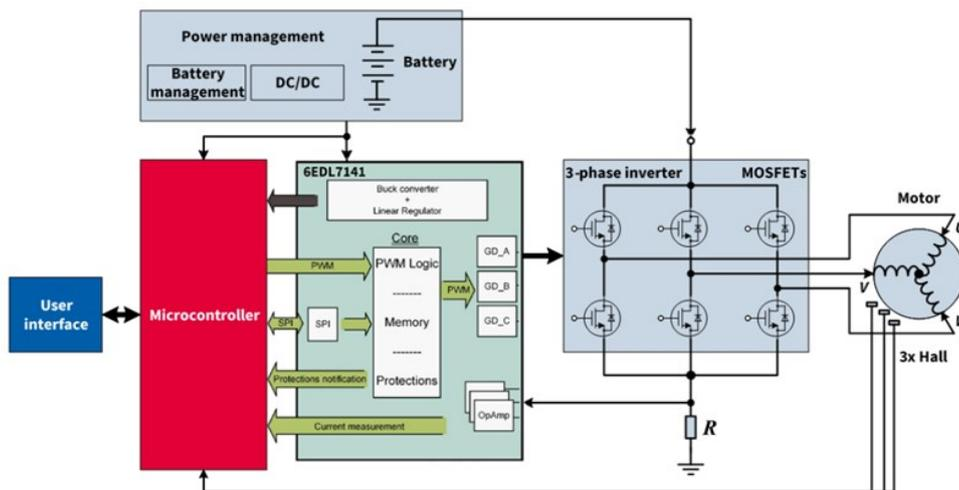 Power management
Battery
Battery
management
DC/DC
6EDL7141
Buck converter
+
Linear Regulator
3-phase inverter
MOSFETs
Motor
Core
PWM
PWM Logic
-------
PWM
GD_A
GD_B
GD_C
User
interface
Microcontroller
SPI
SPI
Memory
-------
Protections notification
Protections
Current measurement
OpAmp
R
V
3x Hall